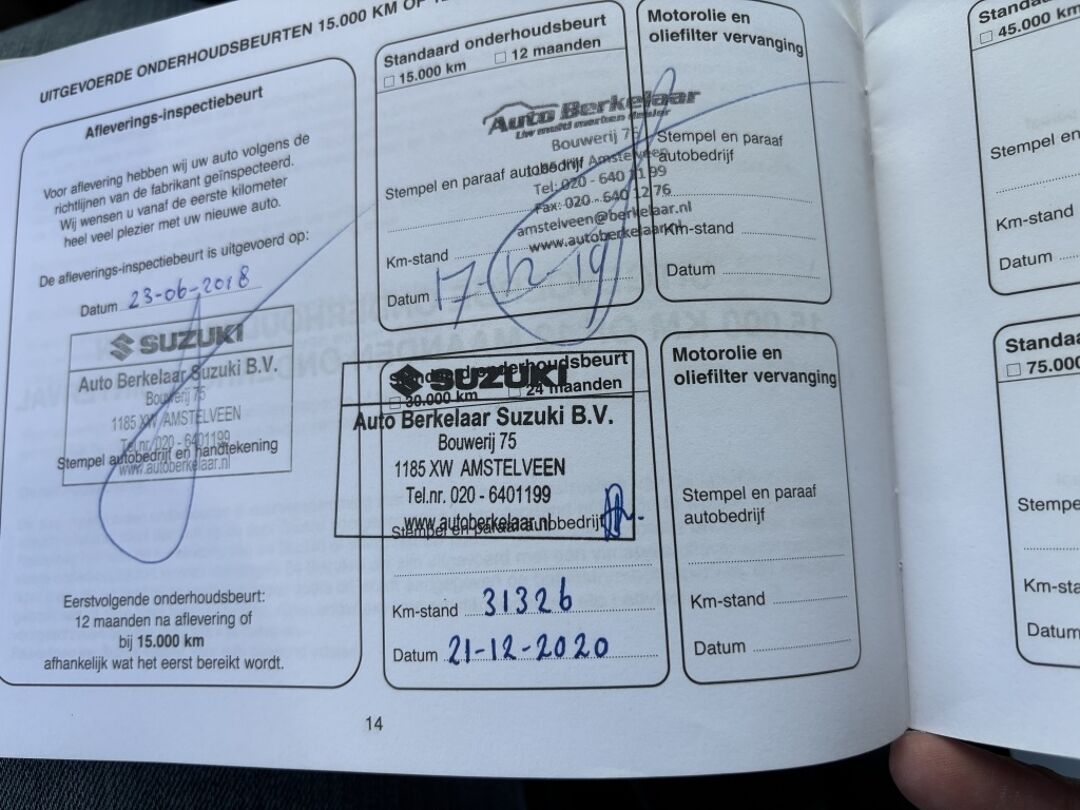 UITGEVOERDE ONDERHOUDSBEURTEN 15.000 KM OP
Afleverings-inspectiebeurt
Voor aflevering hebben wij uw auto volgens de
richtlijnen van de fabrikant geïnspecteerd.
Wij wensen u vanaf de eerste kilometer
heel veel plezier met uw nieuwe auto.
De afleverings-inspectiebeurt is uitgevoerd op:
Datum 23-06-2018
SUZUKI
Auto Berkelaar Suzuki B.V.
Bouwerij 75
1185 XW AMSTELVEEN
Tel.nr. 020 - 6401199
Stempel autobedrijf en handtekening
www.autoberkelaar.nl
Eerstvolgende onderhoudsbeurt:
12 maanden na aflevering of
bij 15.000 km
afhankelijk wat het eerst bereikt wordt.
Standaard onderhoudsbeurt
15.000 km 12 maanden
Auto Berkelaar
Uw multi merken dealer
Bouwerij 75
Stempel en paraaf autobedrijf
Amstelveen
Tel: 020 - 640 11 99
Fax: 020 - 640 12 76
amstelveen@berkelaar.nl
www.autoberkelaar.nl
Km-stand
Datum 17-12-19
Motorolie en
oliefilter vervanging
Stempel en paraaf
autobedrijf
Km-stand
Datum
Standaard onderhoudsbeurt
30.000 km 24 maanden
SUZUKI
Auto Berkelaar Suzuki B.V.
Bouwerij 75
1185 XW AMSTELVEEN
Tel.nr. 020 - 6401199
www.autoberkelaar.nl
Stempel en paraaf autobedrijf
Km-stand 31326
Datum 21-12-2020
Motorolie en
oliefilter vervanging
Stempel en paraaf
autobedrijf
Km-stand
Datum
14
Standaard
45.000 km
Stempel en
Km-stand
Datum
Standaard
75.000
Stempe
Km-sta
Datum